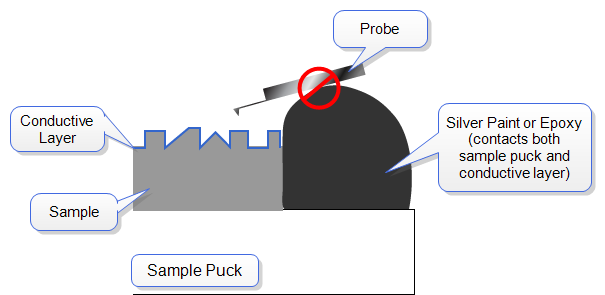 Probe
Conductive
Layer
Silver Paint or Epoxy
(contacts both
sample puck and
conductive layer)
Sample
Sample Puck